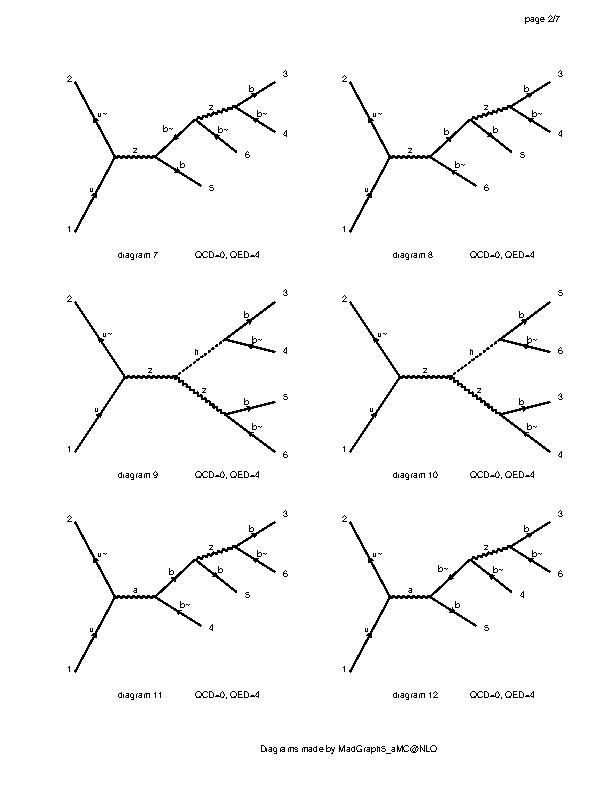 page 2/7
2 3
b
z
b~
b~ 4
u~
b~
6
z
b
u
5
1
diagram 7 QCD=0, QED=4
2 3
b
z
b
b~ 4
u~
b~
5
z
b~
u
6
1
diagram 8 QCD=0, QED=4
2 3
b
u~
h
b~
4
z
z
b
5
u
b~
1 6
diagram 9 QCD=0, QED=4
2 5
b
u~
h
b~
6
z
z
b
3
u
b~
1 4
diagram 10 QCD=0, QED=4
2 3
b
z
b~
6
u~
b
b
5
a
b~
4
u
1
diagram 11 QCD=0, QED=4
2 3
b
z
b~
6
u~
b~
b~
4
a
b
5
u
1
diagram 12 QCD=0, QED=4
Diagrams made by MadGraph5_aMC@NLO